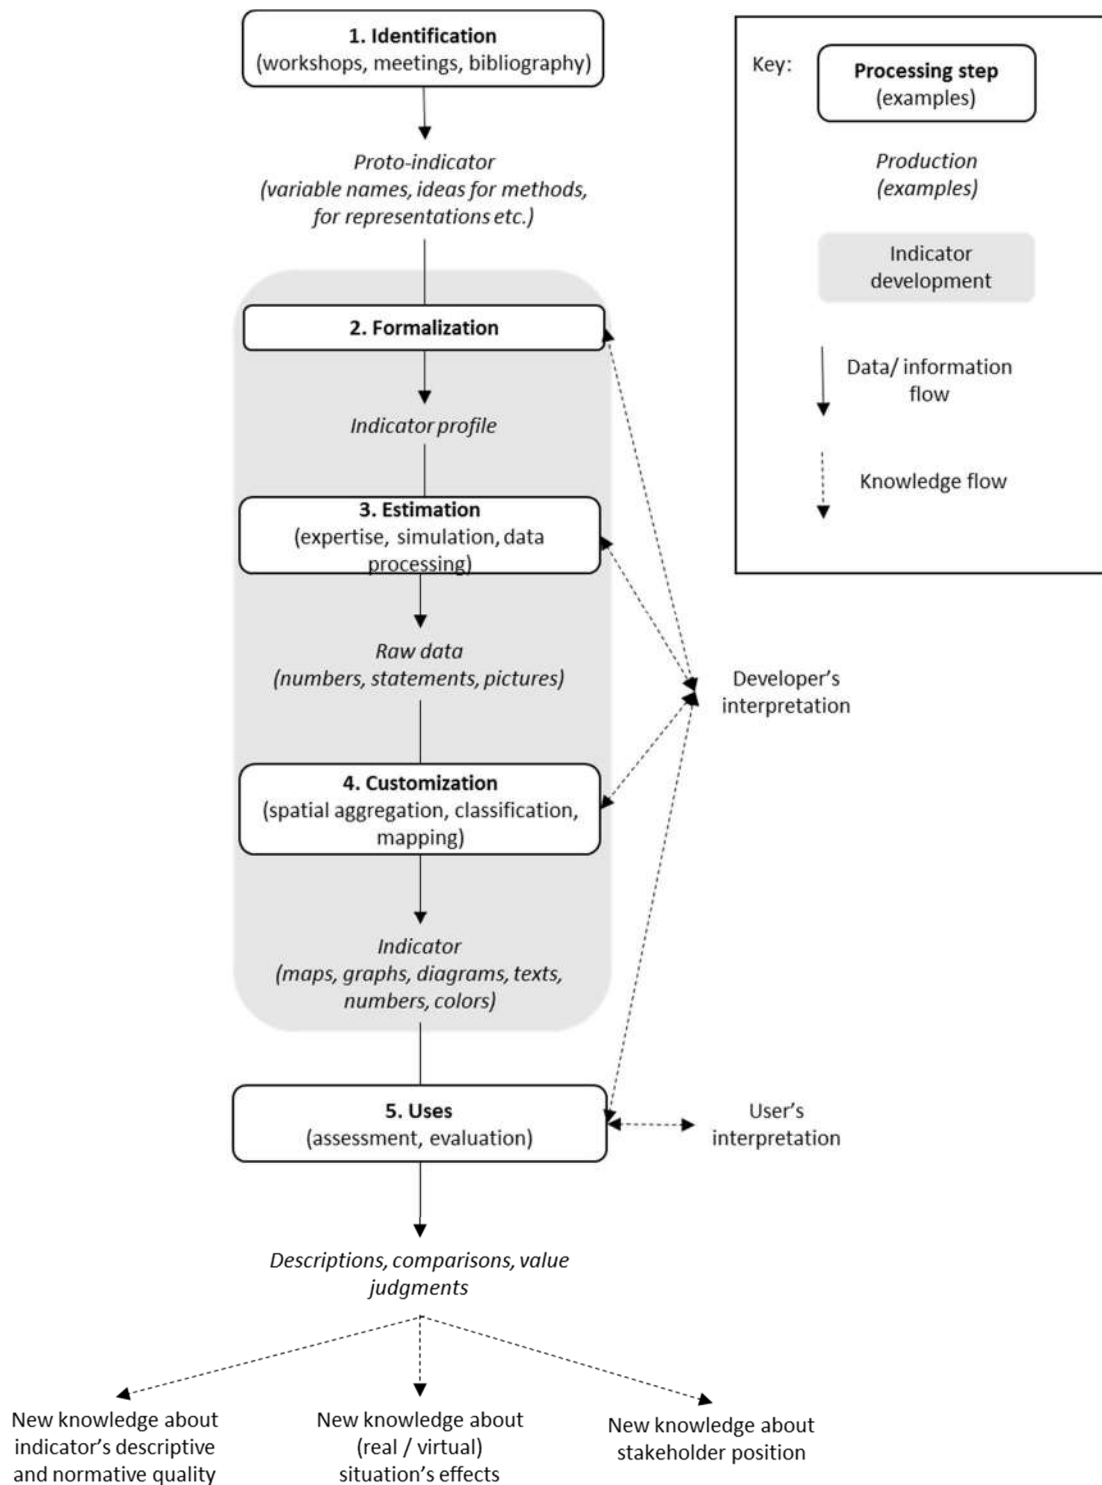 1. Identification
(workshops, meetings, bibliography)
Proto-indicator
(variable names, ideas for methods,
for representations etc.)
2. Formalization
Indicator profile
3. Estimation
(expertise, simulation, data
processing)
Raw data
(numbers, statements, pictures)
4. Customization
(spatial aggregation, classification,
mapping)
Indicator
(maps, graphs, diagrams, texts,
numbers, colors)
5. Uses
(assessment, evaluation)
Descriptions, comparisons, value
judgments
New knowledge about
indicator’s descriptive
and normative quality
New knowledge about
(real / virtual)
situation’s effects
New knowledge about
stakeholder position
Developer’s
interpretation
User’s
interpretation
Key:
Processing step
(examples)
Production
(examples)
Indicator
development
Data/ information
flow
Knowledge flow